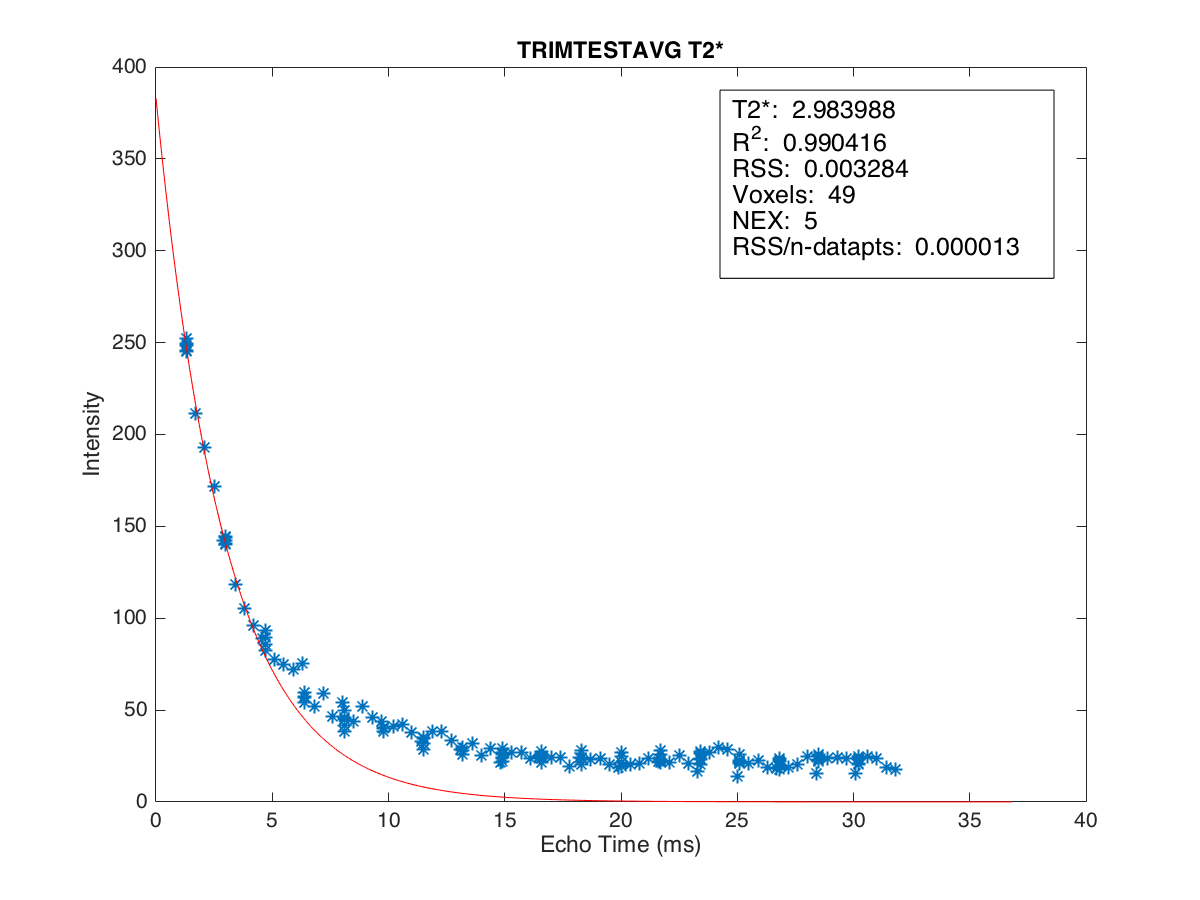 TRIMTESTAVG T2*
400
350
300
250
200
150
100
50
0
Intensity
T2*: 2.983988
R²: 0.990416
RSS: 0.003284
Voxels: 49
NEX: 5
RSS/n-datapts: 0.000013
0 5 10 15 20 25 30 35 40
Echo Time (ms)